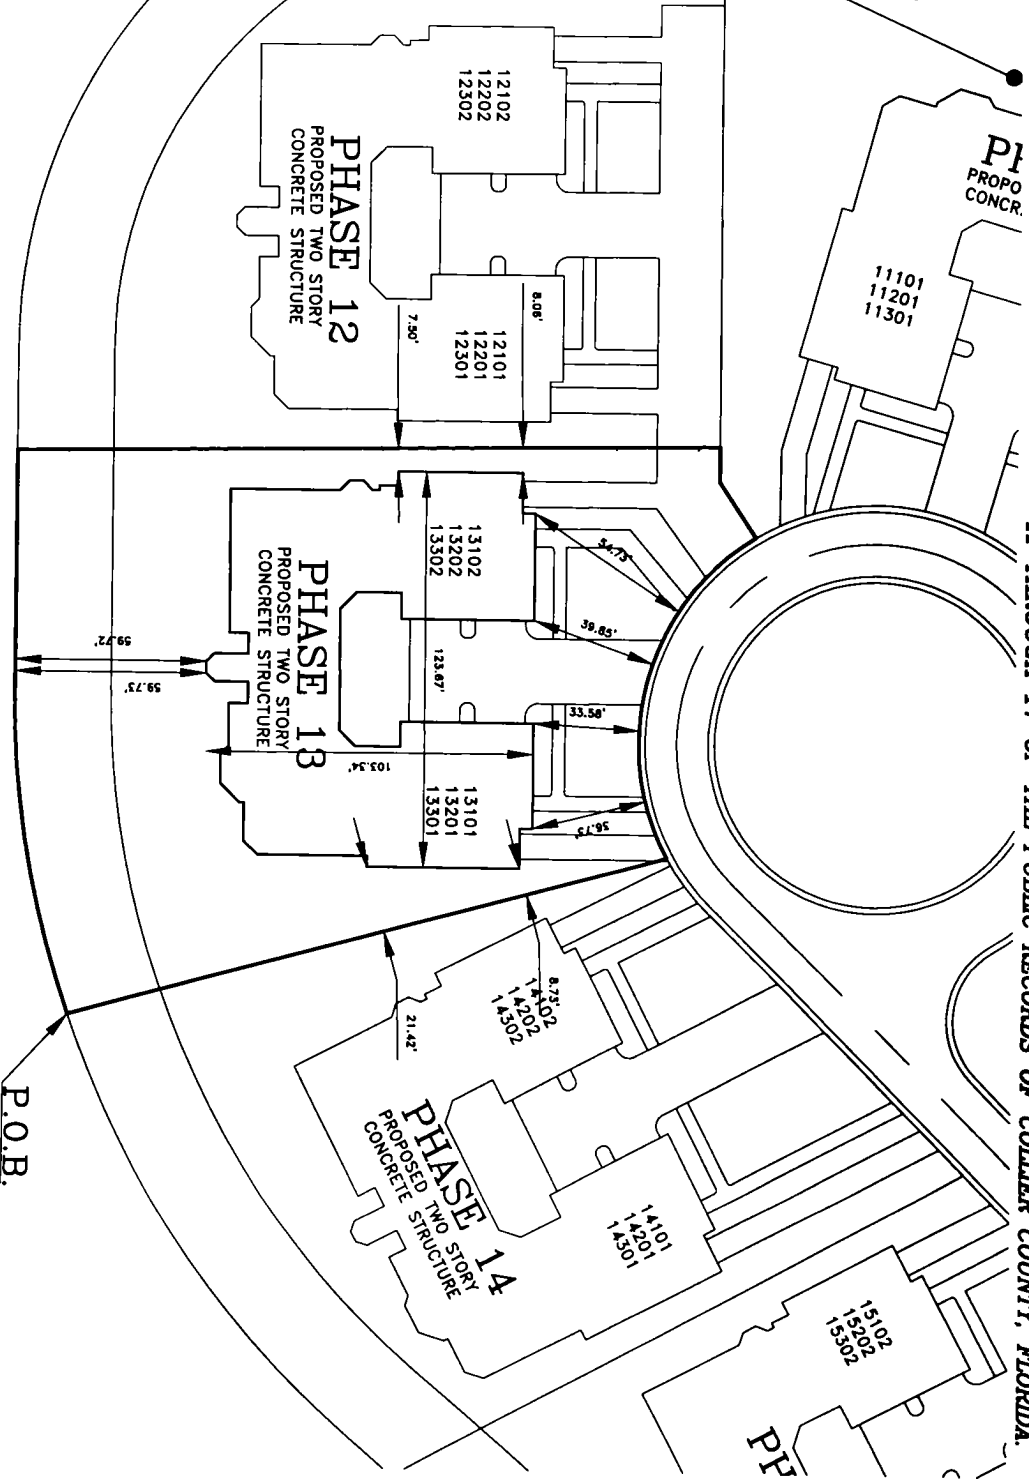 PROPO
CONCR.
11101
11201
11301
12102
12202
12302
PHASE 12
PROPOSED TWO STORY
CONCRETE STRUCTURE
12101
12201
12301
8.08'
7.50'
13102
13202
13302
PHASE 13
PROPOSED TWO STORY
CONCRETE STRUCTURE
13101
13201
13301
54.73'
39.85'
33.58'
56.73'
123.67'
103.34'
59.72'
59.73'
8.73'
21.42'
14102
14202
14302
PHASE 14
PROPOSED TWO STORY
CONCRETE STRUCTURE
14101
14201
14301
15102
15202
15302
P.O.B.
17 OF THE PUBLIC RECORDS OF COLLIER COUNTY, FLORIDA.